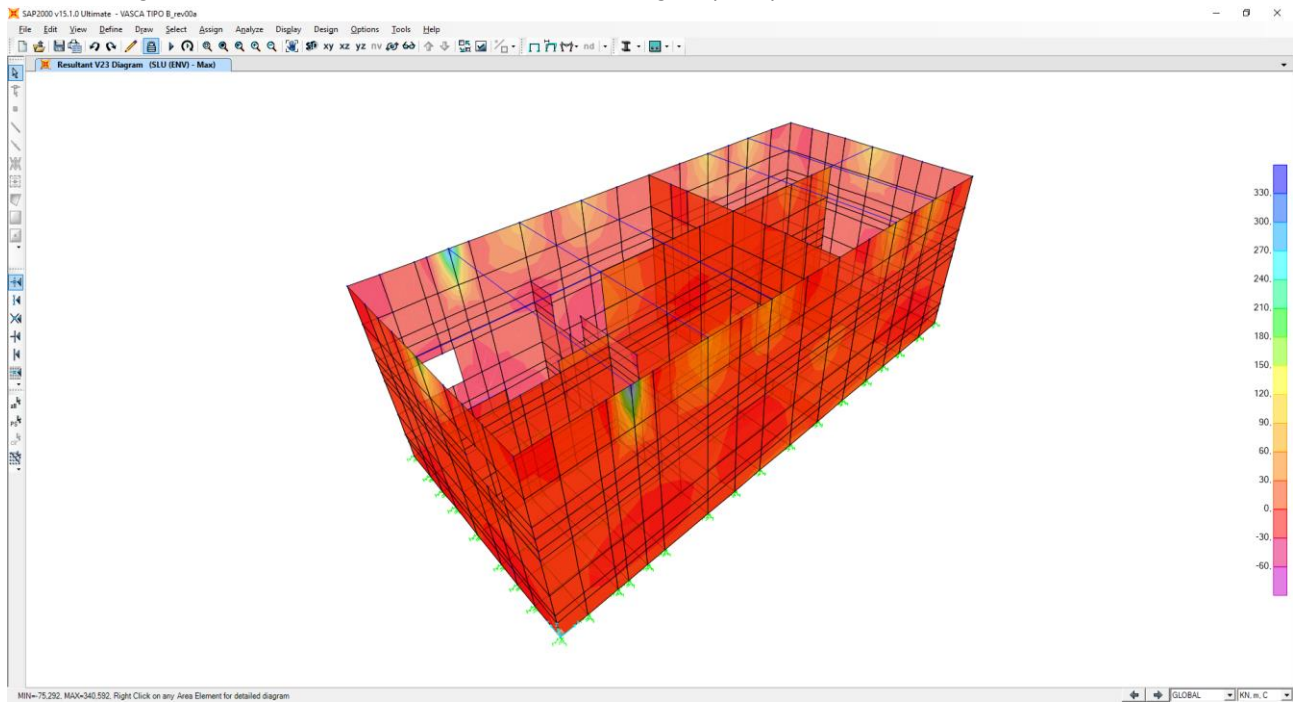 SAP2000 v15.1.0 Ultimate - VASCA TIPO B_rev00a
File Edit View Define Draw Select Assign Analyze Display Design Options Tools Help
xy xz yz nv nd
Resultant V23 Diagram (SLU (ENV) - Max)
330.
300.
270.
240.
210.
180.
150.
120.
90.
60.
30.
0.
-30.
-60.
MIN=-75.292, MAX=340.592, Right Click on any Area Element for detailed diagram
GLOBAL
KN, m, C